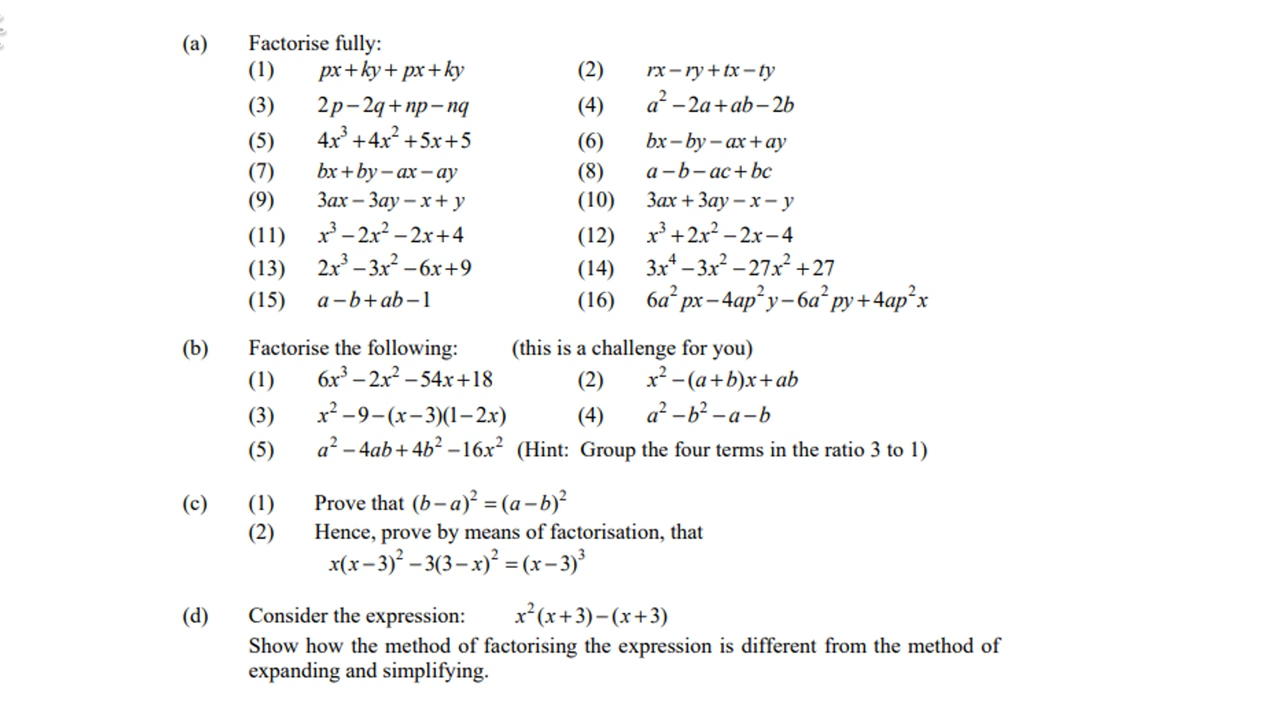 (a) Factorise fully:
(1) px + ky + px + ky (2) rx − ry + tx − ty
(3) 2p − 2q + np − nq (4) a² − 2a + ab − 2b
(5) 4x³ + 4x² + 5x + 5 (6) bx − by − ax + ay
(7) bx + by − ax − ay (8) a − b − ac + bc
(9) 3ax − 3ay − x + y (10) 3ax + 3ay − x − y
(11) x³ − 2x² − 2x + 4 (12) x³ + 2x² − 2x − 4
(13) 2x³ − 3x² − 6x + 9 (14) 3x⁴ − 3x² − 27x² + 27
(15) a − b + ab − 1 (16) 6a²px − 4ap²y − 6a²py + 4ap²x
(b) Factorise the following: (this is a challenge for you)
(1) 6x³ − 2x² − 54x + 18 (2) x² − (a + b)x + ab
(3) x² − 9 − (x − 3)(1 − 2x) (4) a² − b² − a − b
(5) a² − 4ab + 4b² − 16x² (Hint: Group the four terms in the ratio 3 to 1)
(c) (1) Prove that (b − a)² = (a − b)²
(2) Hence, prove by means of factorisation, that
x(x − 3)² − 3(3 − x)² = (x − 3)³
(d) Consider the expression: x²(x + 3) − (x + 3)
Show how the method of factorising the expression is different from the method of
expanding and simplifying.